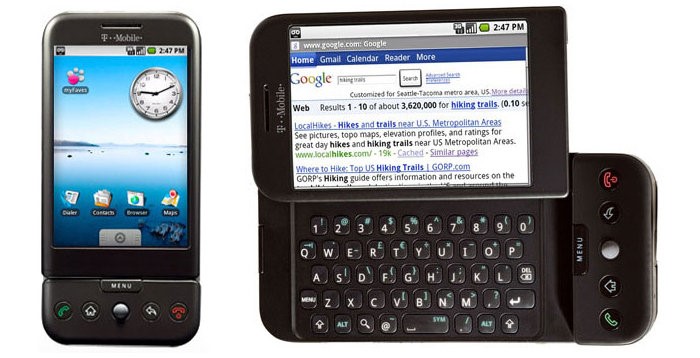 T··Mobile·
2:47 PM
myFaves
Dialer Contacts Browser Maps
MENU
T··Mobile·
2:47 PM
www.google.com: Google
Home Gmail Calendar Reader More
Google hiking trails Search Advanced Search
Preferences
Customized for Seattle-Tacoma metro area, US. More details
Web Results 1 - 10 of about 3,620,000 for hiking trails. (0.10 se
LocalHikes - Hikes and trails near U.S. Metropolitan Areas
See pictures, topo maps, elevation profiles, and ratings for
great day hikes and hiking trails near U.S. Metropolitan Areas.
www.localhikes.com/ - 19k - Cached - Similar pages
Where to Hike: Top US Hiking Trails | GORP.com
GORP's Hiking guide offers information and resources on the
1 2 @ 3 # 4 $ 5 % 6 ^ 7 & 8 * 9 ( 0 )
Q W E R T Y U I O P
A S D F G H J K L DEL
MENU Z X C V B N M , .
ALT @ SYM / ALT
MENU